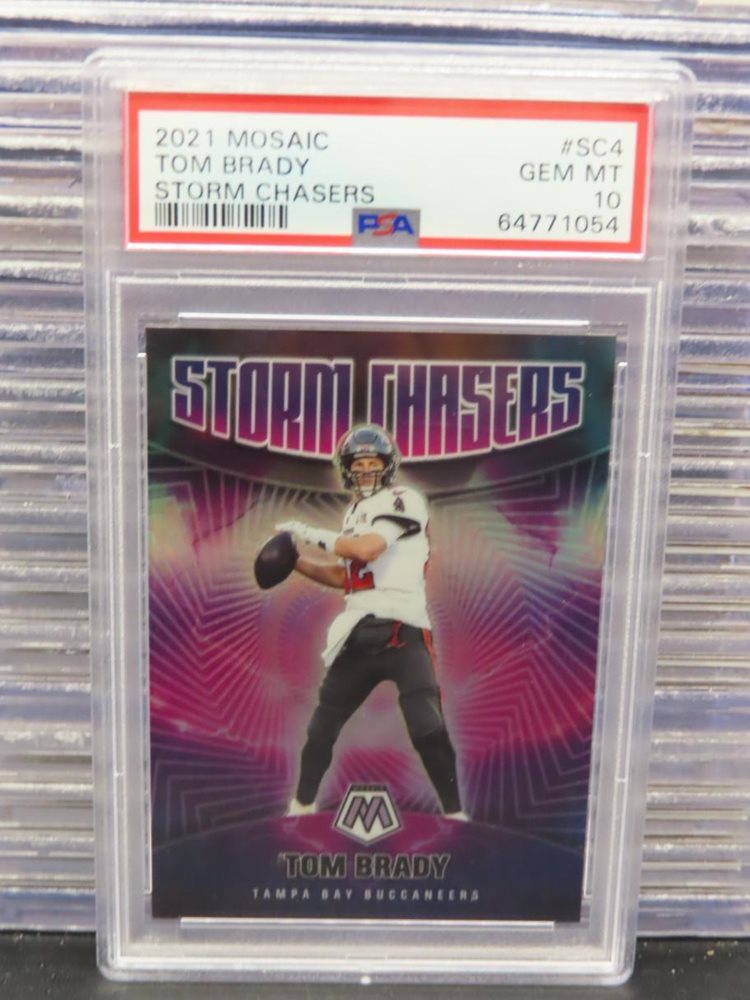 2021 MOSAIC #SC4
TOM BRADY GEM MT
STORM CHASERS 10
PSA 64771054
STORM CHASERS
12
M
TOM BRADY
TAMPA BAY BUCCANEERS